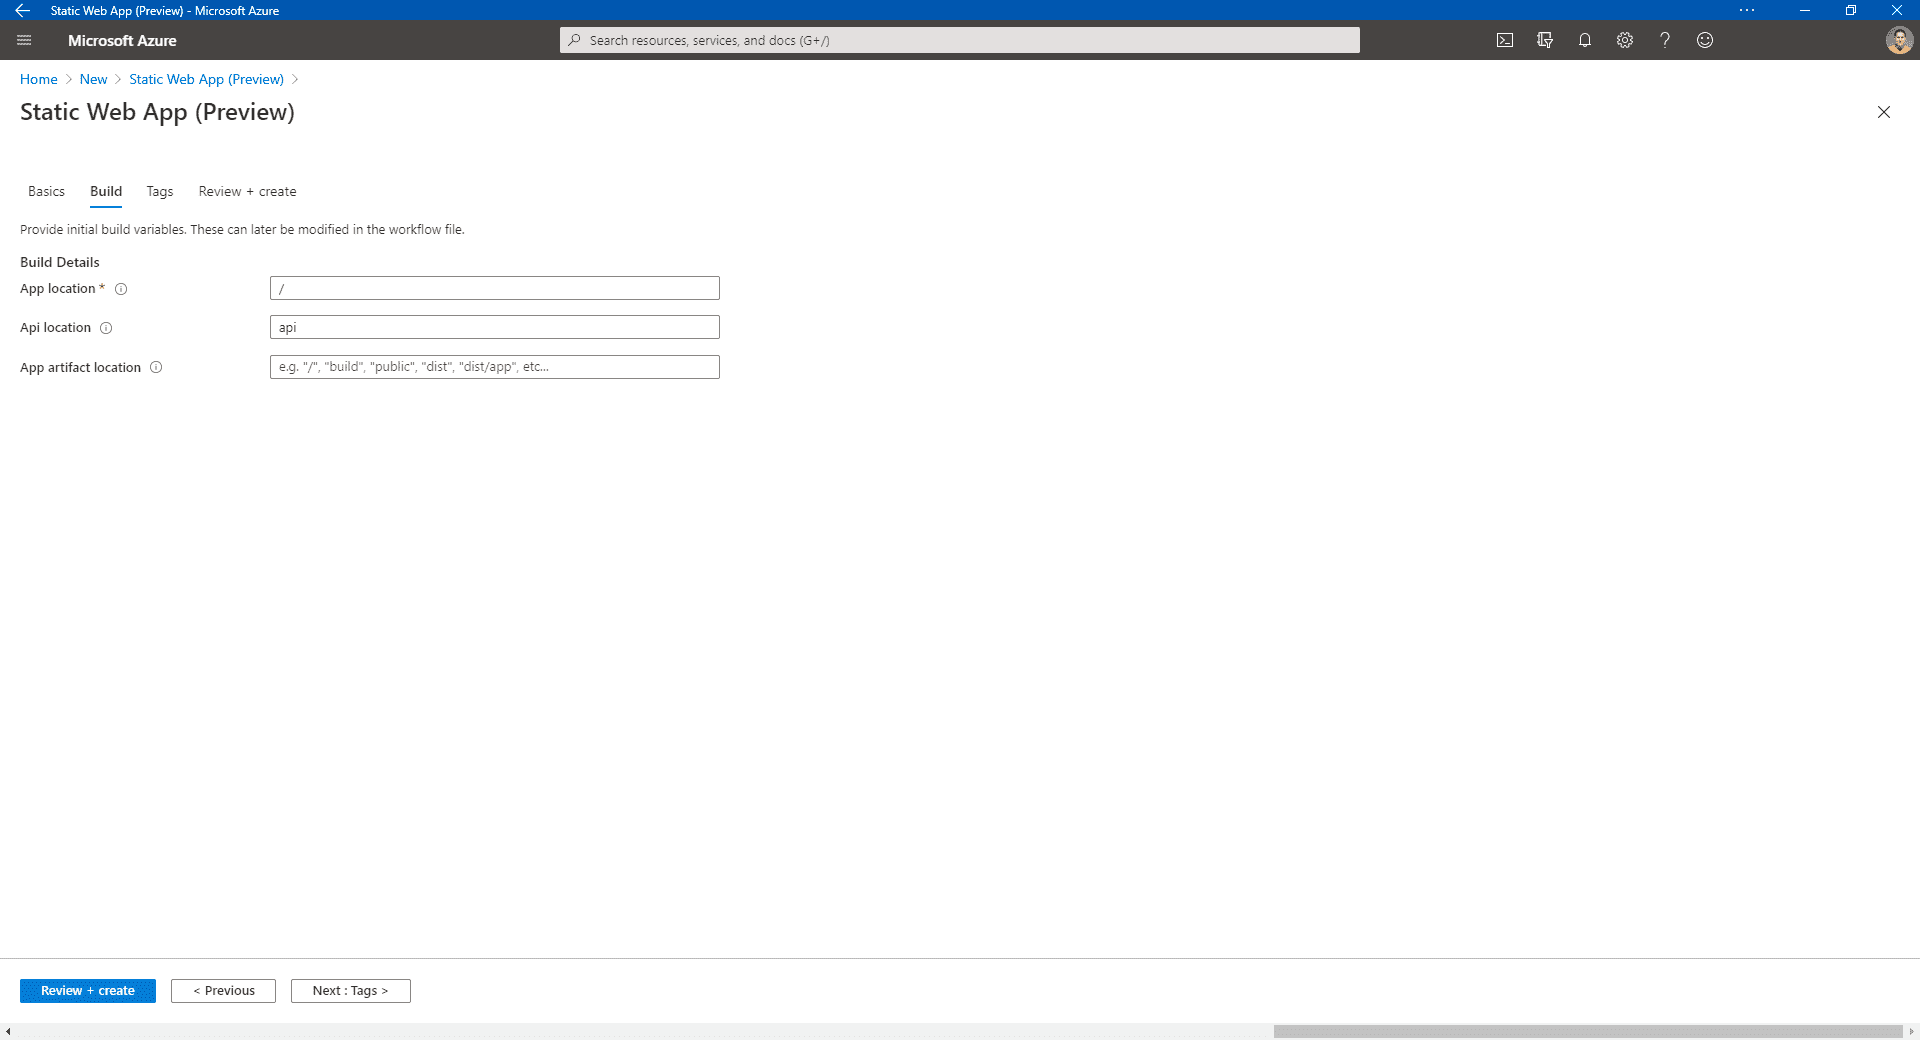 Static Web App (Preview) - Microsoft Azure
Microsoft Azure
Search resources, services, and docs (G+/)
Home > New > Static Web App (Preview) >
Static Web App (Preview)
Basics Build Tags Review + create
Provide initial build variables. These can later be modified in the workflow file.
Build Details
App location * /
Api location api
App artifact location e.g. "/", "build", "public", "dist", "dist/app", etc...
Review + create < Previous Next : Tags >